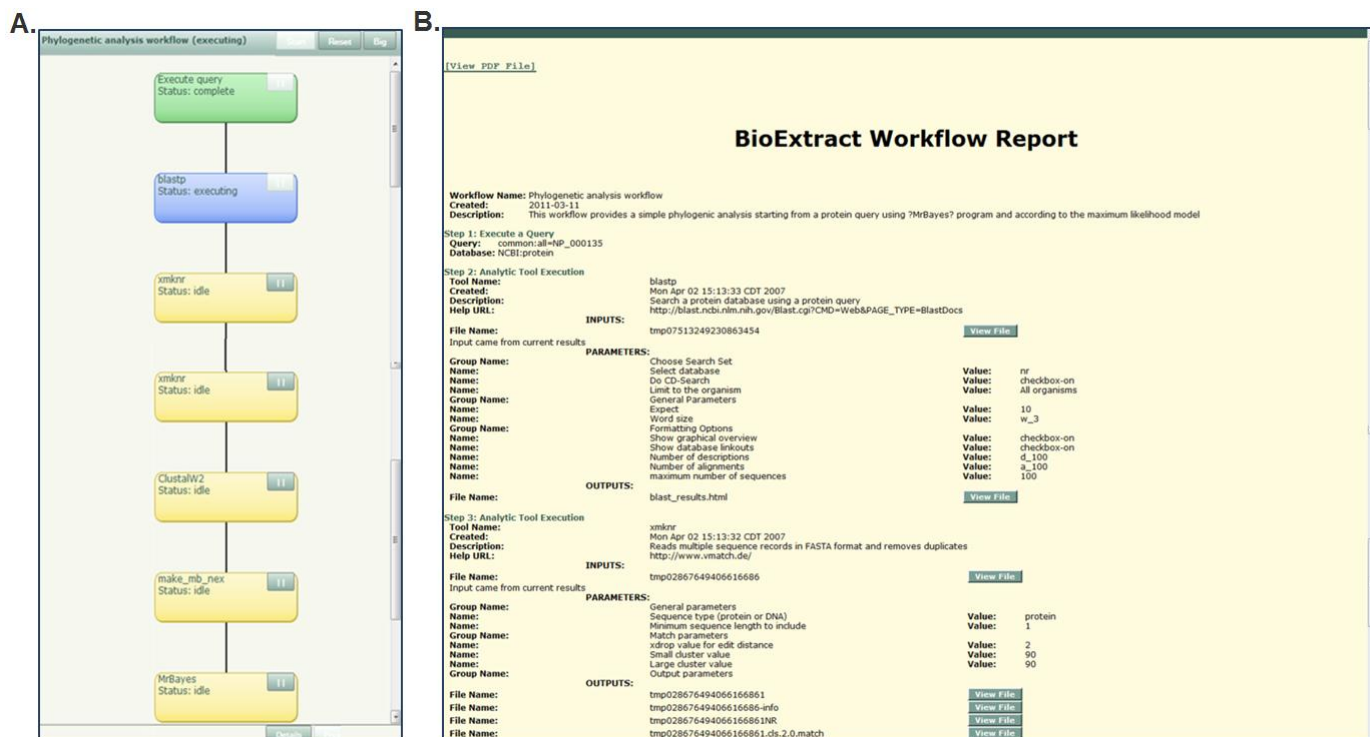 A.
Phylogenetic analysis workflow (executing) Reset Big
Execute query
Status: complete
blastp
Status: executing
xmknr
Status: idle
xmknr
Status: idle
ClustalW2
Status: idle
make_mb_nex
Status: idle
MrBayes
Status: idle
Details
B.
[View PDF File]
BioExtract Workflow Report
Workflow Name: Phylogenetic analysis workflow
Created: 2011-03-11
Description: This workflow provides a simple phylogenic analysis starting from a protein query using ?MrBayes? program and according to the maximum likelihood model
Step 1: Execute a Query
Query: common:all=NP_000135
Database: NCBI:protein
Step 2: Analytic Tool Execution
Tool Name: blastp
Created: Mon Apr 02 15:13:33 CDT 2007
Description: Search a protein database using a protein query
Help URL: http://blast.ncbi.nlm.nih.gov/Blast.cgi?CMD=Web&PAGE_TYPE=BlastDocs
INPUTS:
File Name: tmp07513249230863454 View File
Input came from current results
PARAMETERS:
Group Name: Choose Search Set
Name: Select database Value: nr
Name: Do CD-Search Value: checkbox-on
Name: Limit to the organism Value: All organisms
Group Name: General Parameters
Name: Expect Value: 10
Name: Word size Value: w_3
Group Name: Formatting Options
Name: Show graphical overview Value: checkbox-on
Name: Show database linkouts Value: checkbox-on
Name: Number of descriptions Value: d_100
Name: Number of alignments Value: a_100
Name: maximum number of sequences Value: 100
OUTPUTS:
File Name: blast_results.html View File
Step 3: Analytic Tool Execution
Tool Name: xmknr
Created: Mon Apr 02 15:13:32 CDT 2007
Description: Reads multiple sequence records in FASTA format and removes duplicates
Help URL: http://www.vmatch.de/
INPUTS:
File Name: tmp02867649406616686 View File
Input came from current results
PARAMETERS:
Group Name: General parameters
Name: Sequence type (protein or DNA) Value: protein
Name: Minimum sequence length to include Value: 1
Group Name: Match parameters
Name: xdrop value for edit distance Value: 2
Name: Small cluster value Value: 90
Name: Large cluster value Value: 90
Group Name: Output parameters
OUTPUTS:
File Name: tmp028676494066166861 View File
File Name: tmp02867649406616686-info View File
File Name: tmp028676494066166861NR View File
File Name: tmp028676494066166861.cls.2.0.match View File